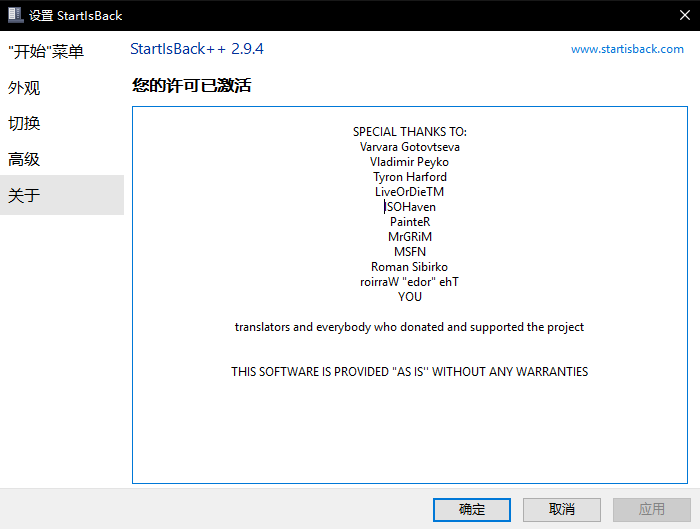 设置 StartIsBack
"开始"菜单
外观
切换
高级
关于
StartIsBack++ 2.9.4
www.startisback.com
您的许可已激活
SPECIAL THANKS TO:
Varvara Gotovtseva
Vladimir Peyko
Tyron Harford
LiveOrDieTM
ISOHaven
PainteR
MrGRiM
MSFN
Roman Sibirko
roirraW "edor" ehT
YOU
translators and everybody who donated and supported the project
THIS SOFTWARE IS PROVIDED "AS IS" WITHOUT ANY WARRANTIES
确定
取消
应用